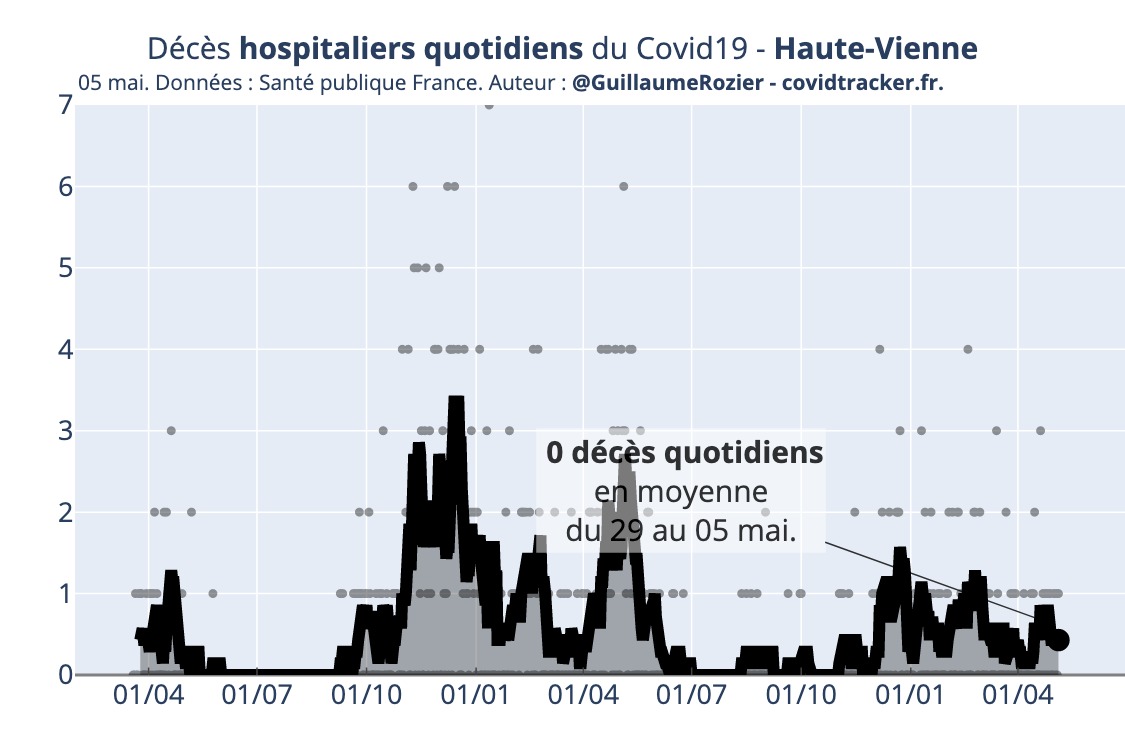 Décès hospitaliers quotidiens du Covid19 - Haute-Vienne
05 mai. Données : Santé publique France. Auteur : @GuillaumeRozier - covidtracker.fr.
7
6
5
4
3
2
1
0
0 décès quotidiens
en moyenne
du 29 au 05 mai.
01/04 01/07 01/10 01/01 01/04 01/07 01/10 01/01 01/04